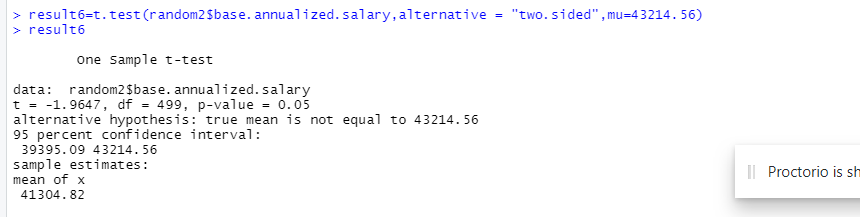 > result6=t.test(random2$base.annualized.salary,alternative = "two.sided",mu=43214.56)
> result6
One Sample t-test
data: random2$base.annualized.salary
t = -1.9647, df = 499, p-value = 0.05
alternative hypothesis: true mean is not equal to 43214.56
95 percent confidence interval:
39395.09 43214.56
sample estimates:
mean of x
41304.82
Proctorio is sh